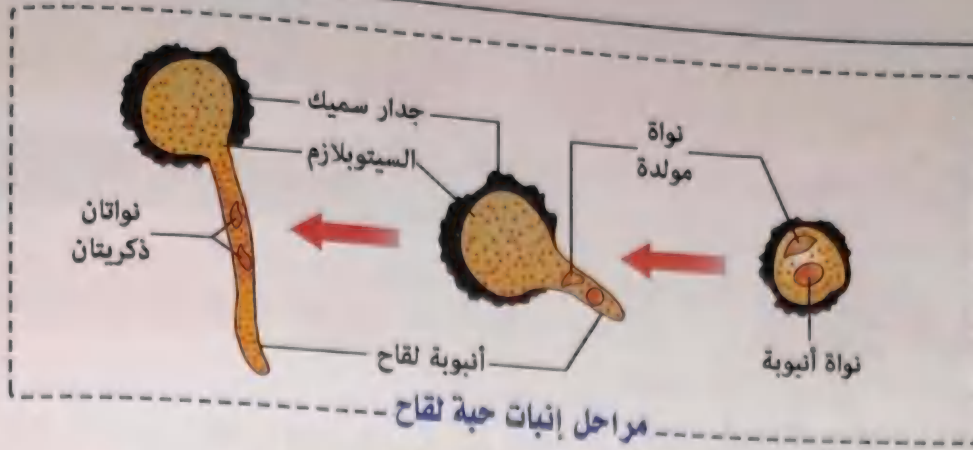 نواة
مولدة
نواة أنبوبة
جدار سميك
السيتوبلازم
أنبوبة لقاح
نواتان
ذكريتان
مراحل إنبات حبة لقاح